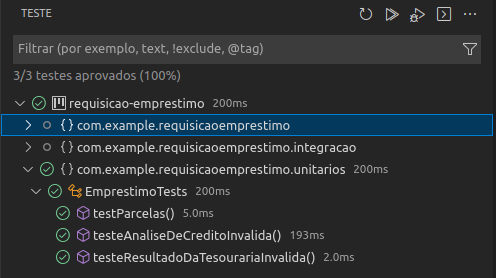 TESTE
Filtrar (por exemplo, text, !exclude, @tag)
3/3 testes aprovados (100%)
requisicao-emprestimo 200ms
{} com.example.requisicaoemprestimo
{} com.example.requisicaoemprestimo.integracao
{} com.example.requisicaoemprestimo.unitarios 200ms
EmprestimoTests 200ms
testParcelas() 5.0ms
testeAnaliseDeCreditoInvalida() 193ms
testeResultadoDaTesourariaInvalida() 2.0ms